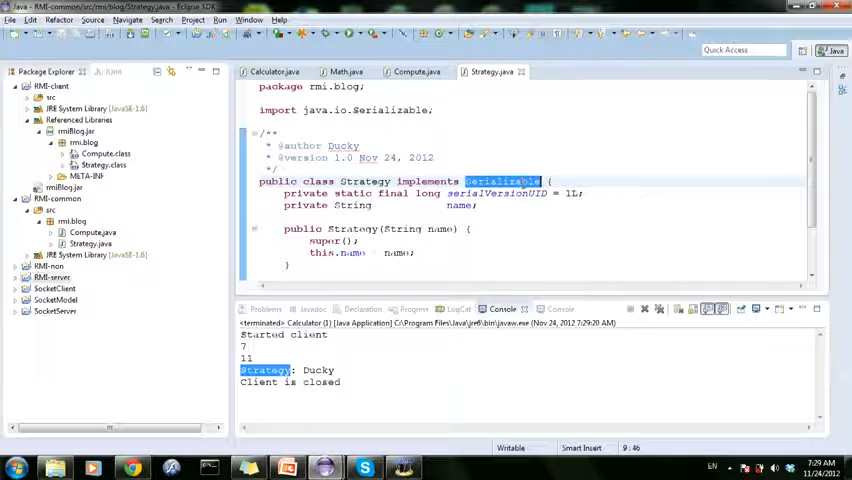 Java - RMI-common/src/rmi/blog/Strategy.java - Eclipse SDK
File Edit Refactor Source Navigate Search Project Run Window Help
Quick Access
Java
Package Explorer
JUnit
Calculator.java
Math.java
Compute.java
Strategy.java
RMI-client
src
JRE System Library [JavaSE-1.6]
Referenced Libraries
rmiBlog.jar
rmi.blog
Compute.class
Strategy.class
META-INF
rmiBlog.jar
RMI-common
src
rmi.blog
Compute.java
Strategy.java
JRE System Library [JavaSE-1.6]
RMI-non
RMI-server
SocketClient
SocketModel
SocketServer
package rmi.blog;
import java.io.Serializable;
/**
* @author Ducky
* @version 1.0 Nov 24, 2012
*/
public class Strategy implements Serializable {
private static final long serialVersionUID = 1L;
private String name;
public Strategy(String name) {
super();
this.name = name;
}
Problems Javadoc Declaration Progress LogCat Console Console
<terminated> Calculator [Java Application] C:\Program Files\Java\jre6\bin\javaw.exe (Nov 24, 2012 7:29:20 AM)
Started client
7
11
Strategy: Ducky
Client is closed
Writable Smart Insert 9 : 46
EN
7:29 AM
11/24/2012